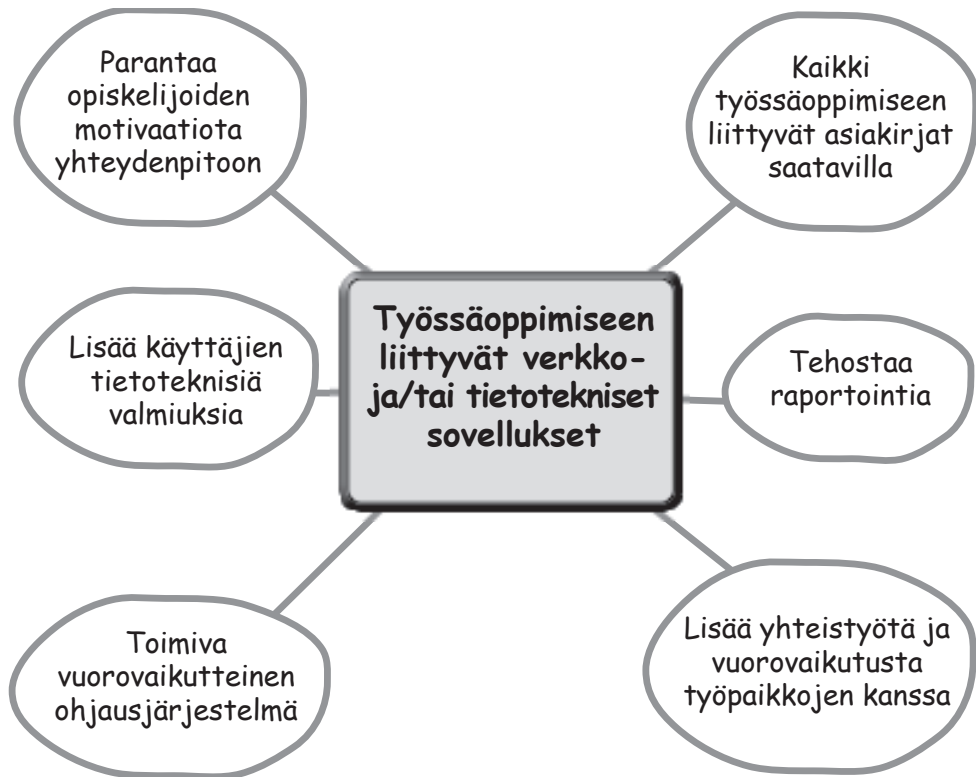 Parantaa
opiskelijoiden
motivaatiota
yhteydenpitoon
Kaikki
työssäoppimiseen
liittyvät asiakirjat
saatavilla
Työssäoppimiseen
liittyvät verkko-
ja/tai tietotekniset
sovellukset
Lisää käyttäjien
tietoteknisiä
valmiuksia
Tehostaa
raportointia
Toimiva
vuorovaikutteinen
ohjausjärjestelmä
Lisää yhteistyötä ja
vuorovaikutusta
työpaikkojen kanssa